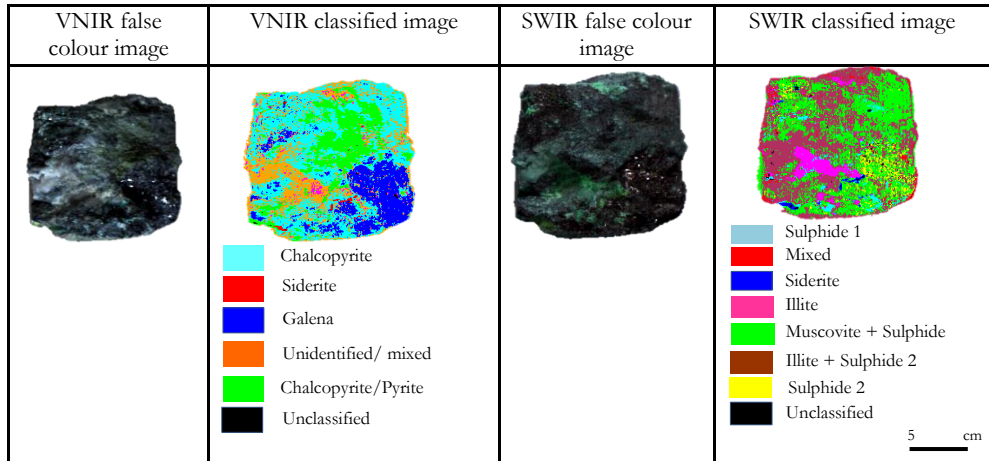 VNIR false
colour image
VNIR classified image
SWIR false colour
image
SWIR classified image
Chalcopyrite
Siderite
Galena
Unidentified/ mixed
Chalcopyrite/Pyrite
Unclassified
Sulphide 1
Mixed
Siderite
Illite
Muscovite + Sulphide
Illite + Sulphide 2
Sulphide 2
Unclassified
5 cm